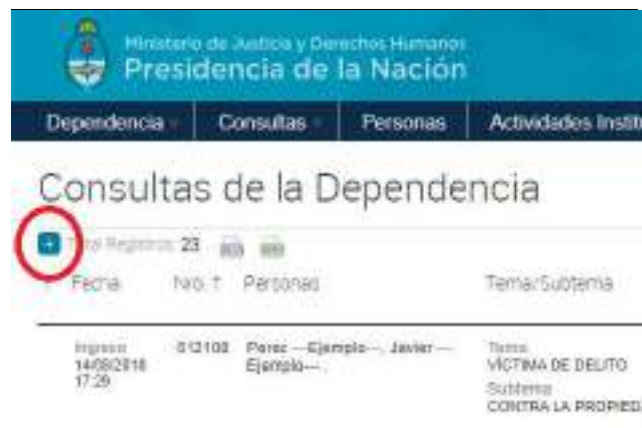 Ministerio de Justicia y Derechos Humanos
Presidencia de la Nación
Dependencia Consultas Personas Actividades Instit
Consultas de la Dependencia
+ Total Registros: 23
Fecha Nro. ↑ Personas Tema/Subtema
Ingreso 012108 Perez ---Ejemplo---, Javier --- Tema
14/08/2018 Ejemplo--- VÍCTIMA DE DELITO
17:29 Subtema
CONTRA LA PROPIED